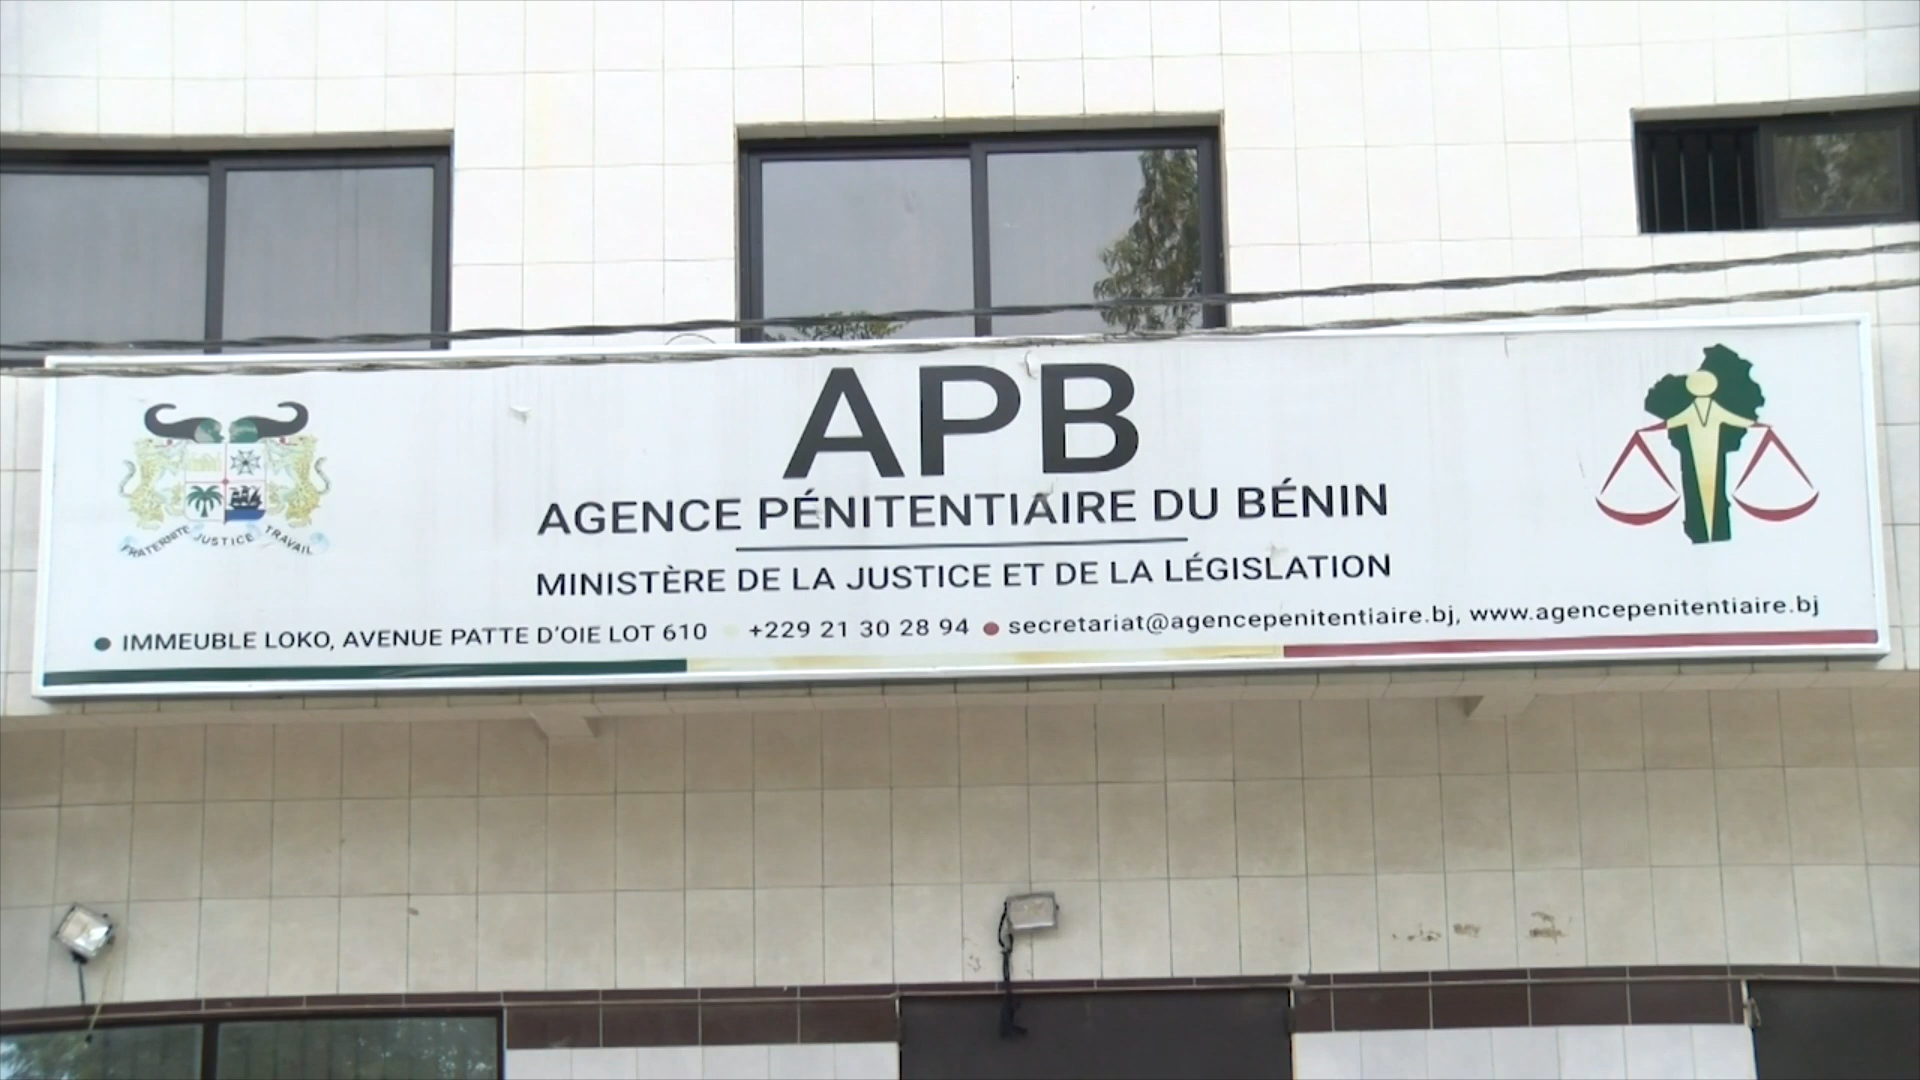 APB
AGENCE PÉNITENTIAIRE DU BÉNIN
MINISTÈRE DE LA JUSTICE ET DE LA LÉGISLATION
FRATERNITÉ JUSTICE TRAVAIL
IMMEUBLE LOKO, AVENUE PATTE D'OIE LOT 610 +229 21 30 28 94 secretariat@agencepenitentiaire.bj, www.agencepenitentiaire.bj